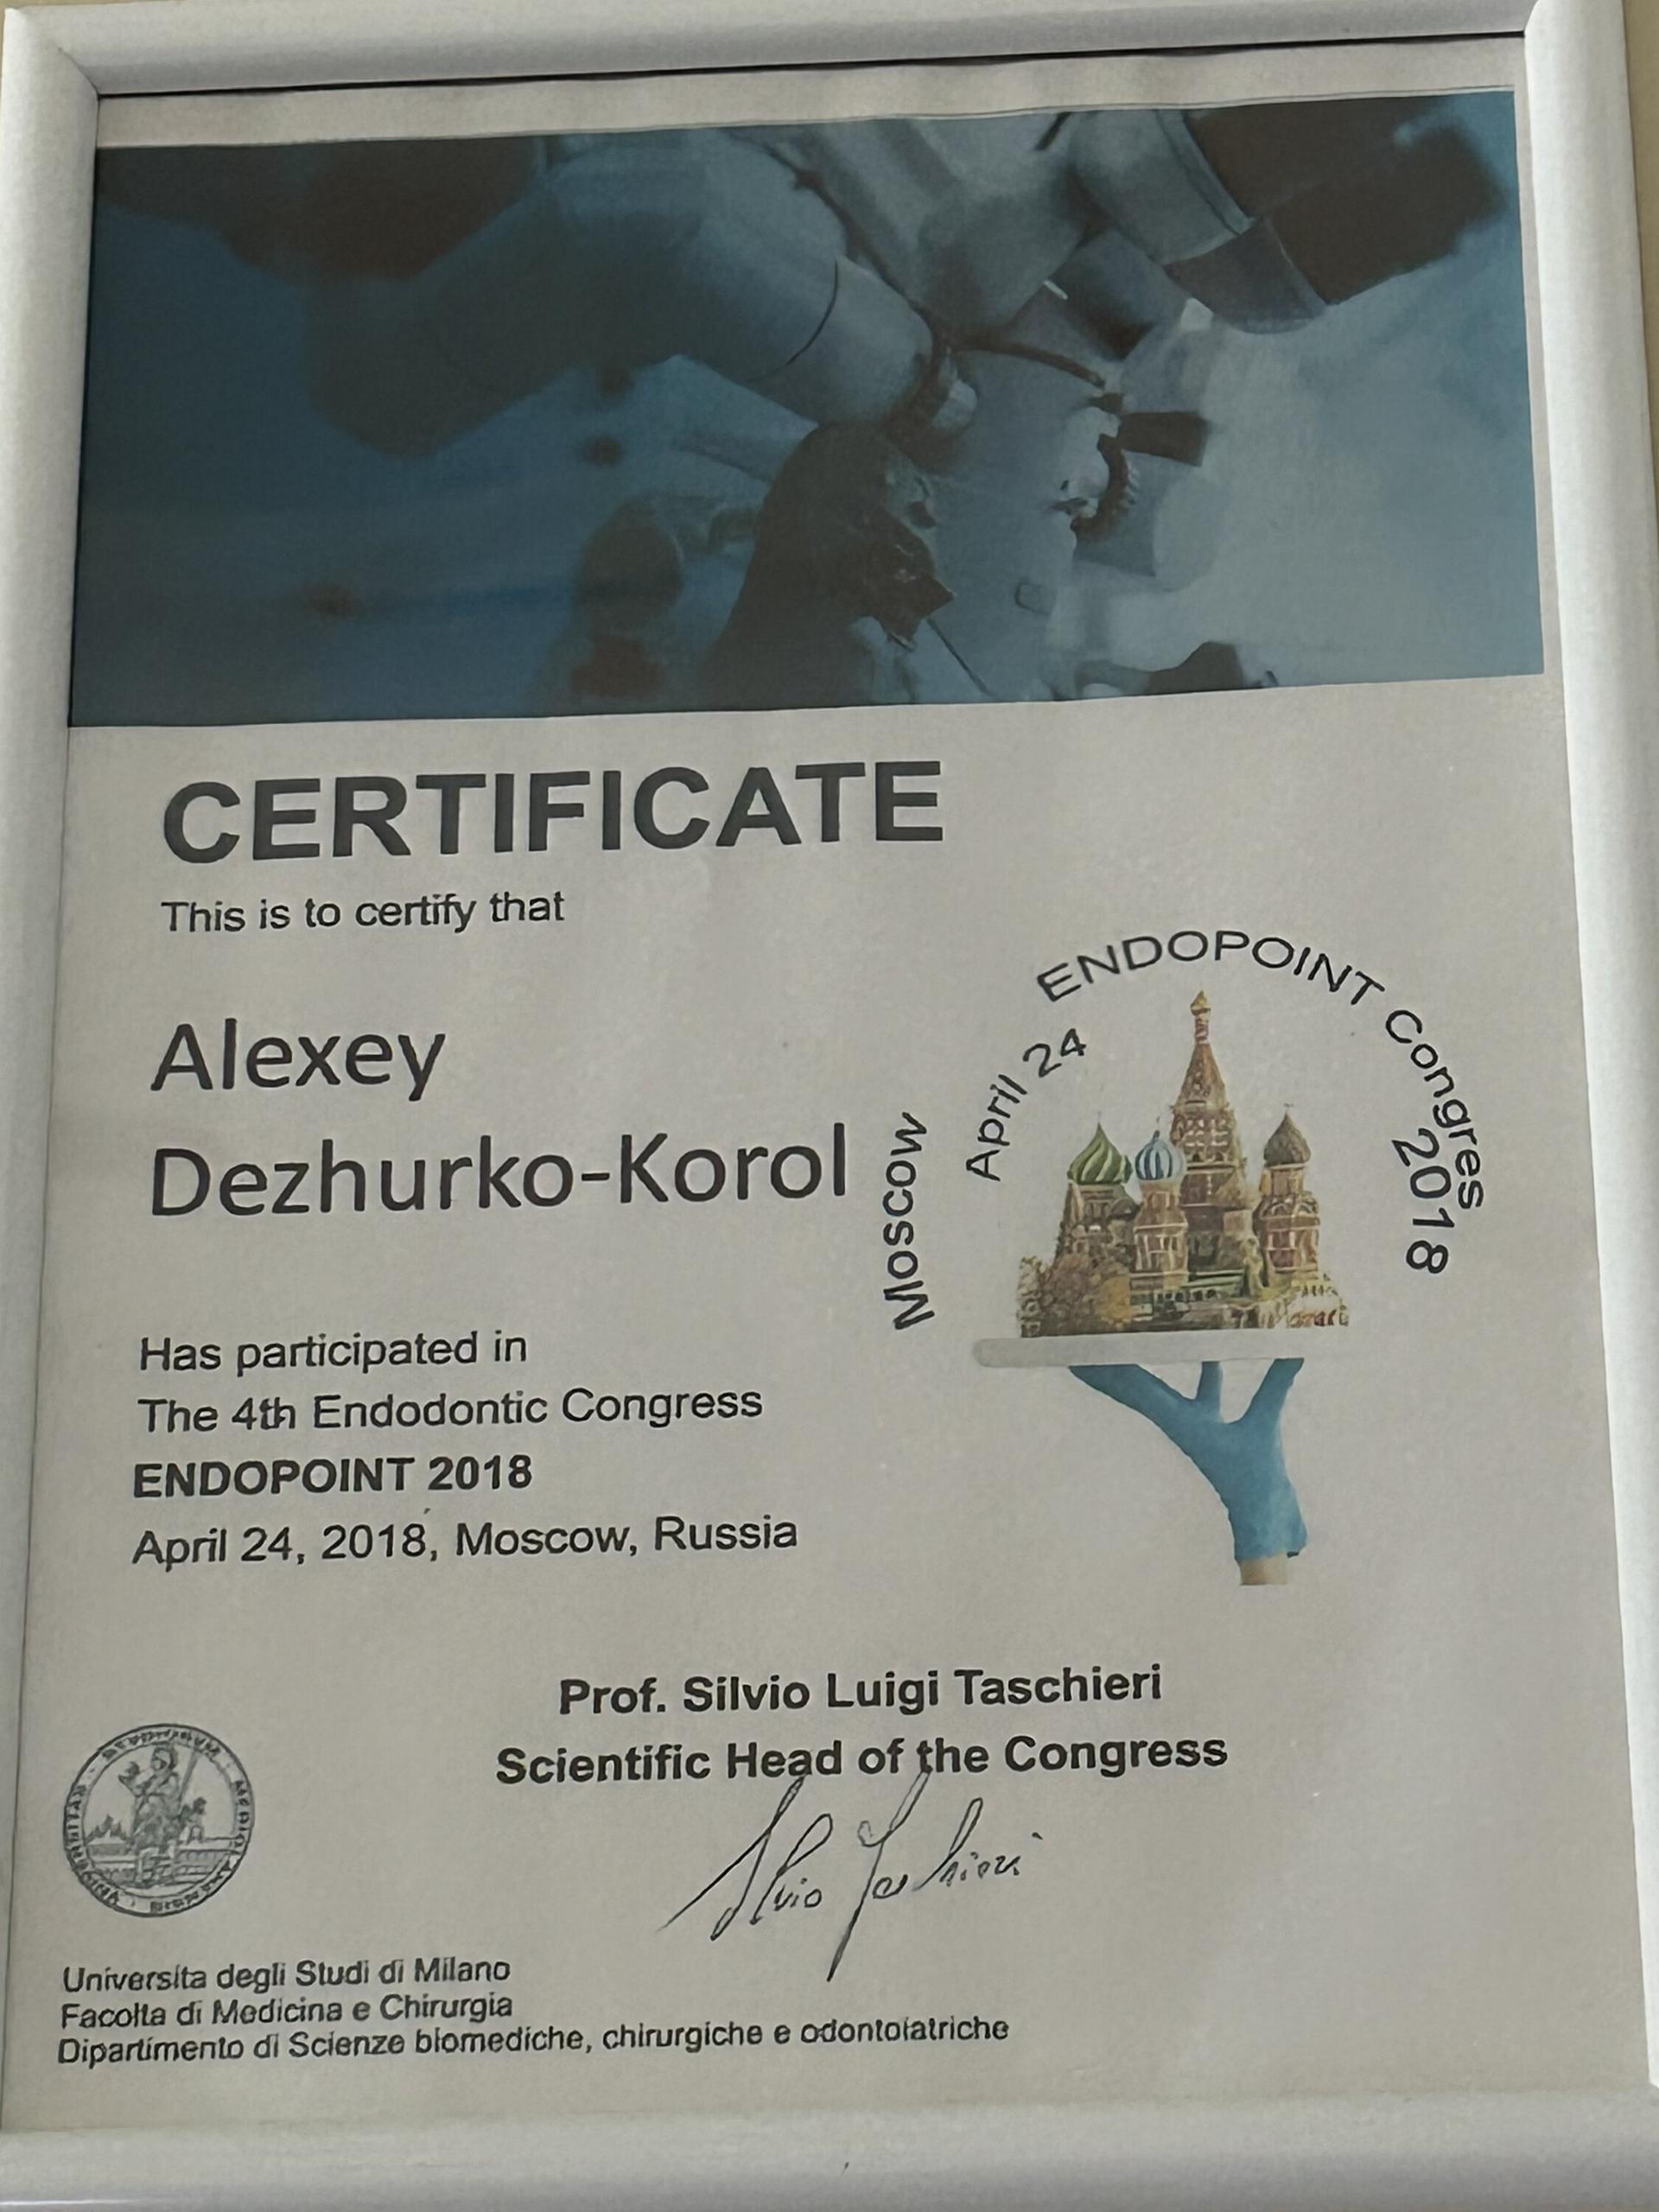 CERTIFICATE
This is to certify that
Alexey
Dezhurko-Korol
Moscow
April 24
ENDOPOINT Congres
2018
Has participated in
The 4th Endodontic Congress
ENDOPOINT 2018
April 24, 2018, Moscow, Russia
Prof. Silvio Luigi Taschieri
Scientific Head of the Congress
Silvio Taschieri
Universita degli Studi di Milano
Facolta di Medicina e Chirurgia
Dipartimento di Scienze biomediche, chirurgiche e odontoiatriche